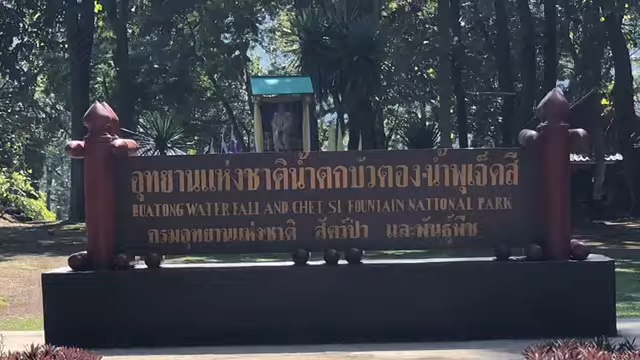 อุทยานแห่งชาติน้ำตกบัวตอง-น้ำพุเจ็ดสี
BUATONG WATER FALL AND CHET SI FOUNTAIN NATIONAL PARK
กรมอุทยานแห่งชาติ สัตว์ป่า และพันธุ์พืช